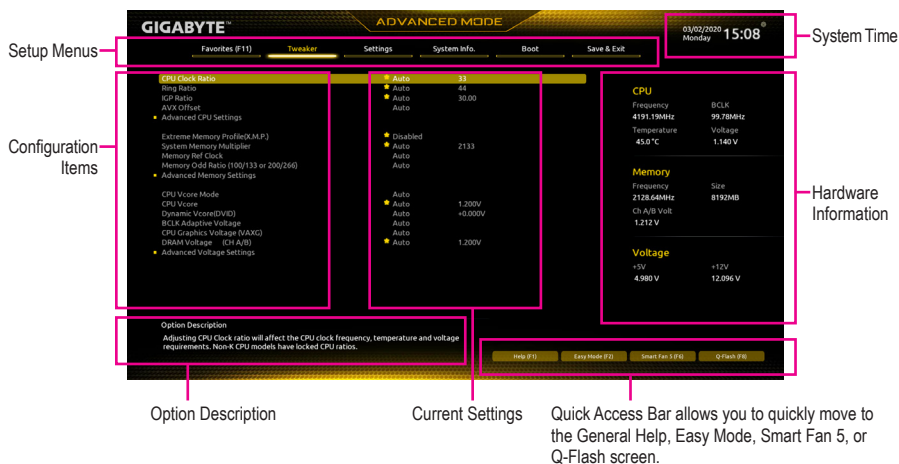 GIGABYTE™
ADVANCED MODE
03/02/2020
Monday
15:08
System Time
Setup Menus
Favorites (F11) Tweaker Settings System Info. Boot Save & Exit
Configuration
Items
CPU Clock Ratio Auto 33
Ring Ratio Auto 44
IGP Ratio Auto 30.00
AVX Offset Auto
Advanced CPU Settings
Extreme Memory Profile(X.M.P.) Disabled
System Memory Multiplier Auto 2133
Memory Ref Clock Auto
Memory Odd Ratio (100/133 or 200/266) Auto
Advanced Memory Settings
CPU Vcore Mode Auto
CPU Vcore Auto 1.200V
Dynamic Vcore(DVID) Auto +0.000V
BCLK Adaptive Voltage Auto
CPU Graphics Voltage (VAXG) Auto
DRAM Voltage (CH A/B) Auto 1.200V
Advanced Voltage Settings
CPU
Frequency BCLK
4191.19MHz 99.78MHz
Temperature Voltage
45.0 °C 1.140 V
Memory
Frequency Size
2128.64MHz 8192MB
Ch A/B Volt
1.212 V
Voltage
+5V +12V
4.980 V 12.096 V
Hardware
Information
Option Description
Adjusting CPU Clock ratio will affect the CPU clock frequency, temperature and voltage
requirements. Non-K CPU models have locked CPU ratios.
Help (F1) Easy Mode (F2) Smart Fan 5 (F6) Q-Flash (F8)
Option Description
Current Settings
Quick Access Bar allows you to quickly move to
the General Help, Easy Mode, Smart Fan 5, or
Q-Flash screen.